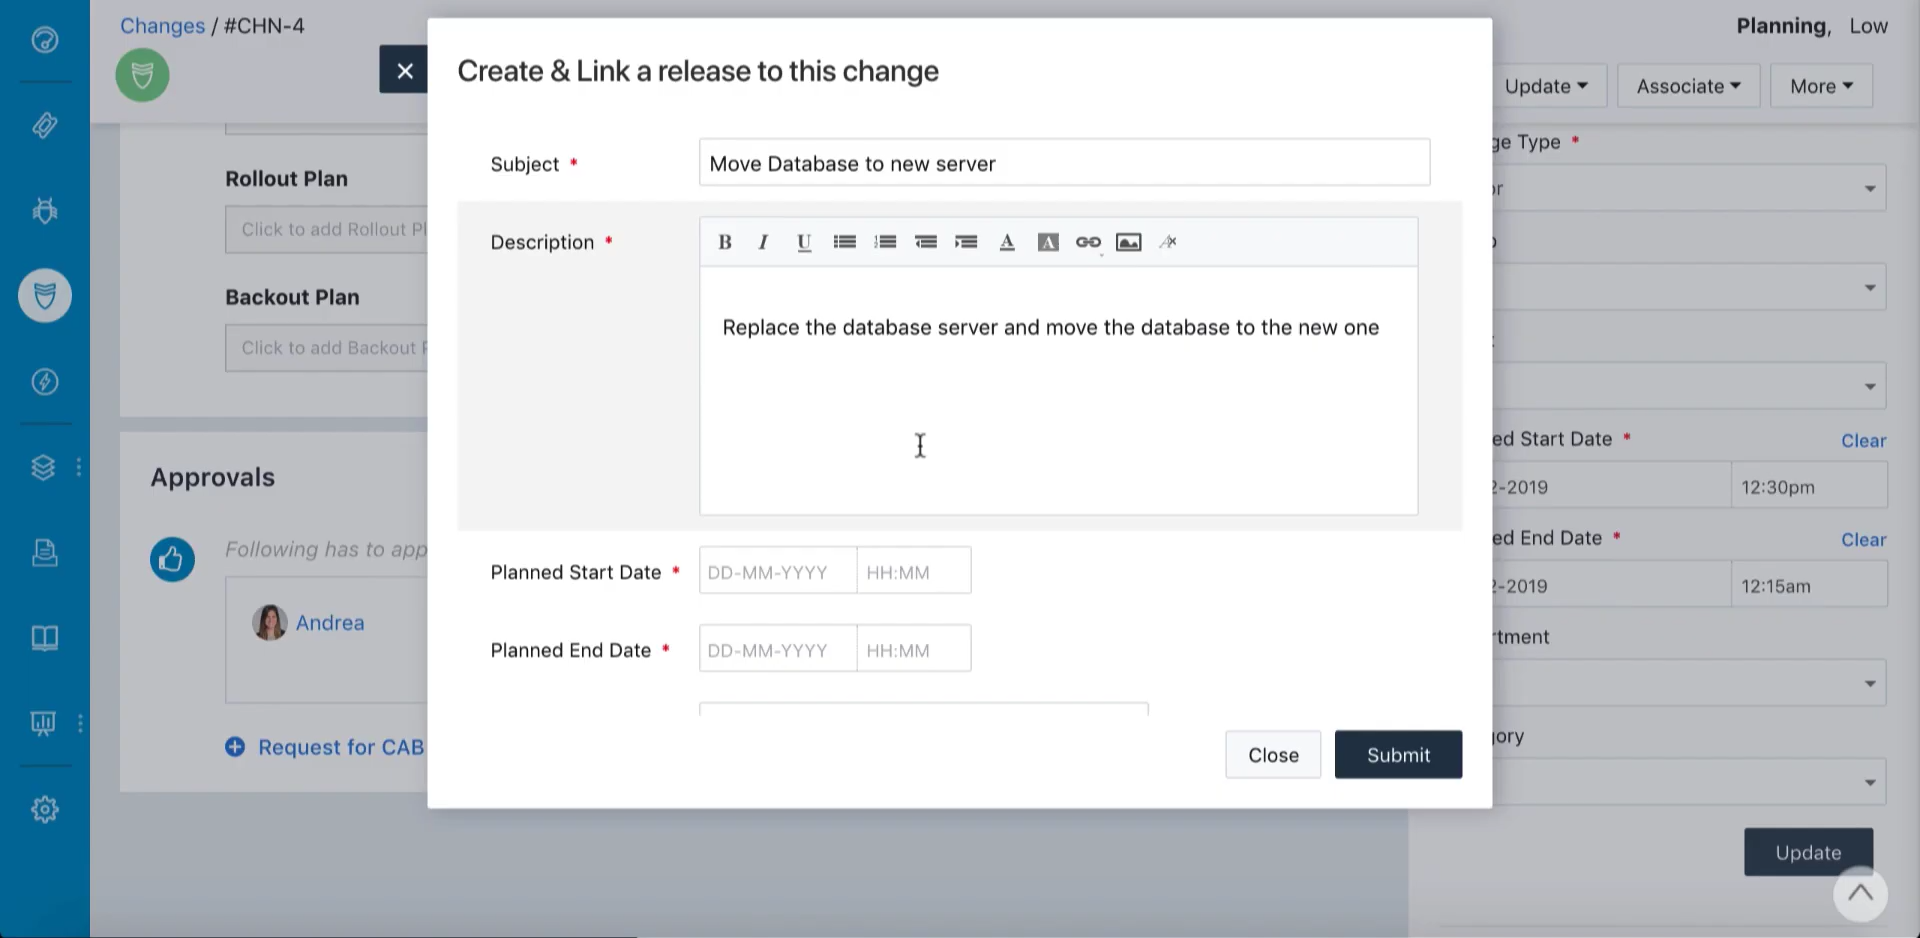 Changes / #CHN-4
Planning, Low
Create & Link a release to this change
Update
Associate
More
Subject *
Move Database to new server
ge Type *
Rollout Plan
Click to add Rollout Pl
Description *
B I U A A
Replace the database server and move the database to the new one
Backout Plan
Click to add Backout
ed Start Date *
Clear
2-2019
12:30pm
Approvals
Following has to app
Andrea
Planned Start Date *
DD-MM-YYYY
HH:MM
ed End Date *
Clear
2-2019
12:15am
Planned End Date *
DD-MM-YYYY
HH:MM
rtment
Request for CAB
Close
Submit
gory
Update